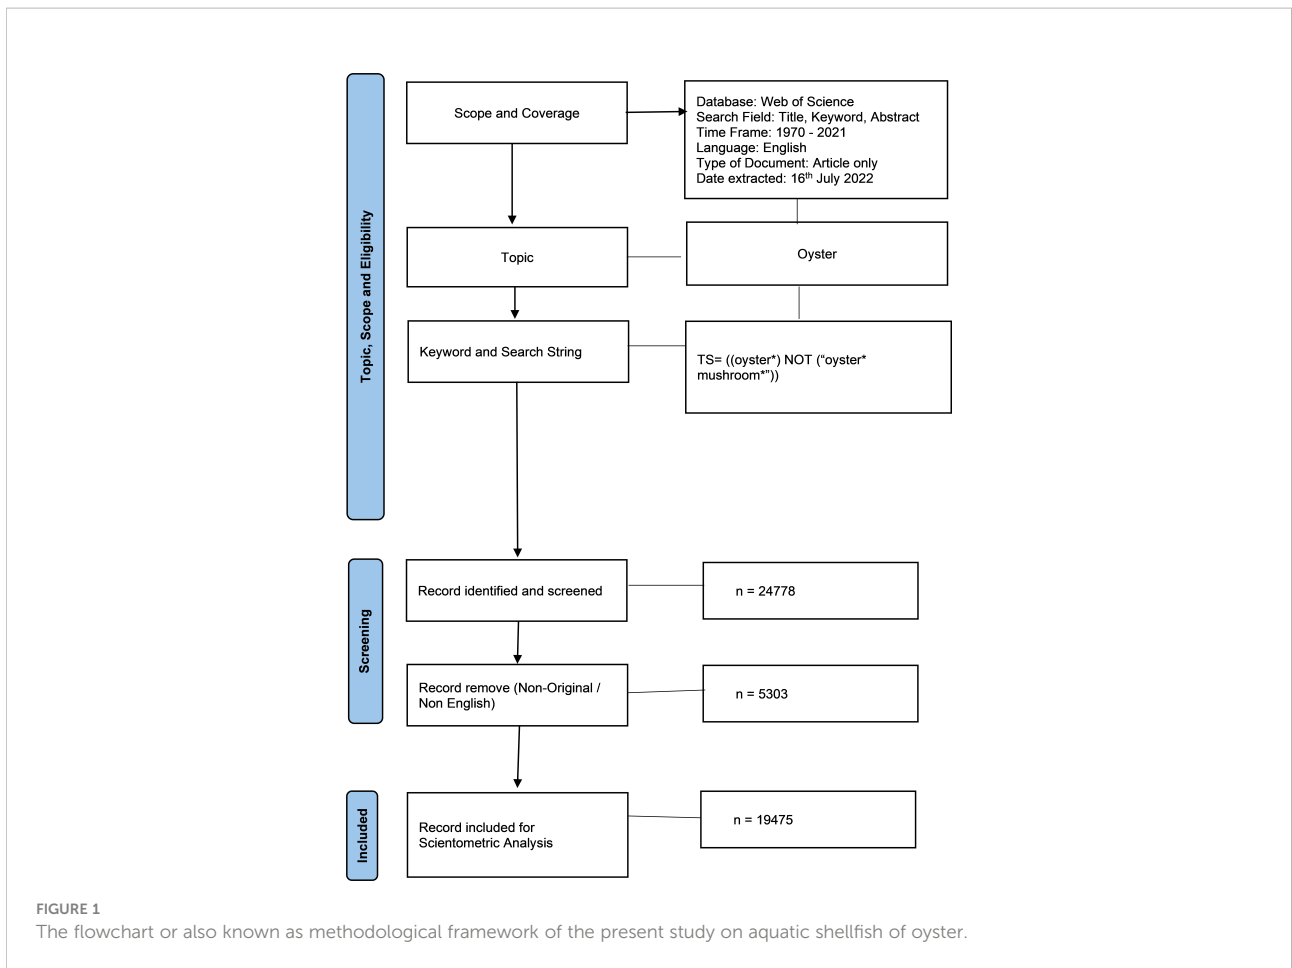 Topic, Scope and Eligibility
Scope and Coverage
Database: Web of Science
Search Field: Title, Keyword, Abstract
Time Frame: 1970 - 2021
Language: English
Type of Document: Article only
Date extracted: 16th July 2022
Topic
Oyster
Keyword and Search String
TS= ((oyster*) NOT (“oyster*
mushroom*”))
Screening
Record identified and screened
n = 24778
Record remove (Non-Original /
Non English)
n = 5303
Included
Record included for
Scientometric Analysis
n = 19475
FIGURE 1
The flowchart or also known as methodological framework of the present study on aquatic shellfish of oyster.